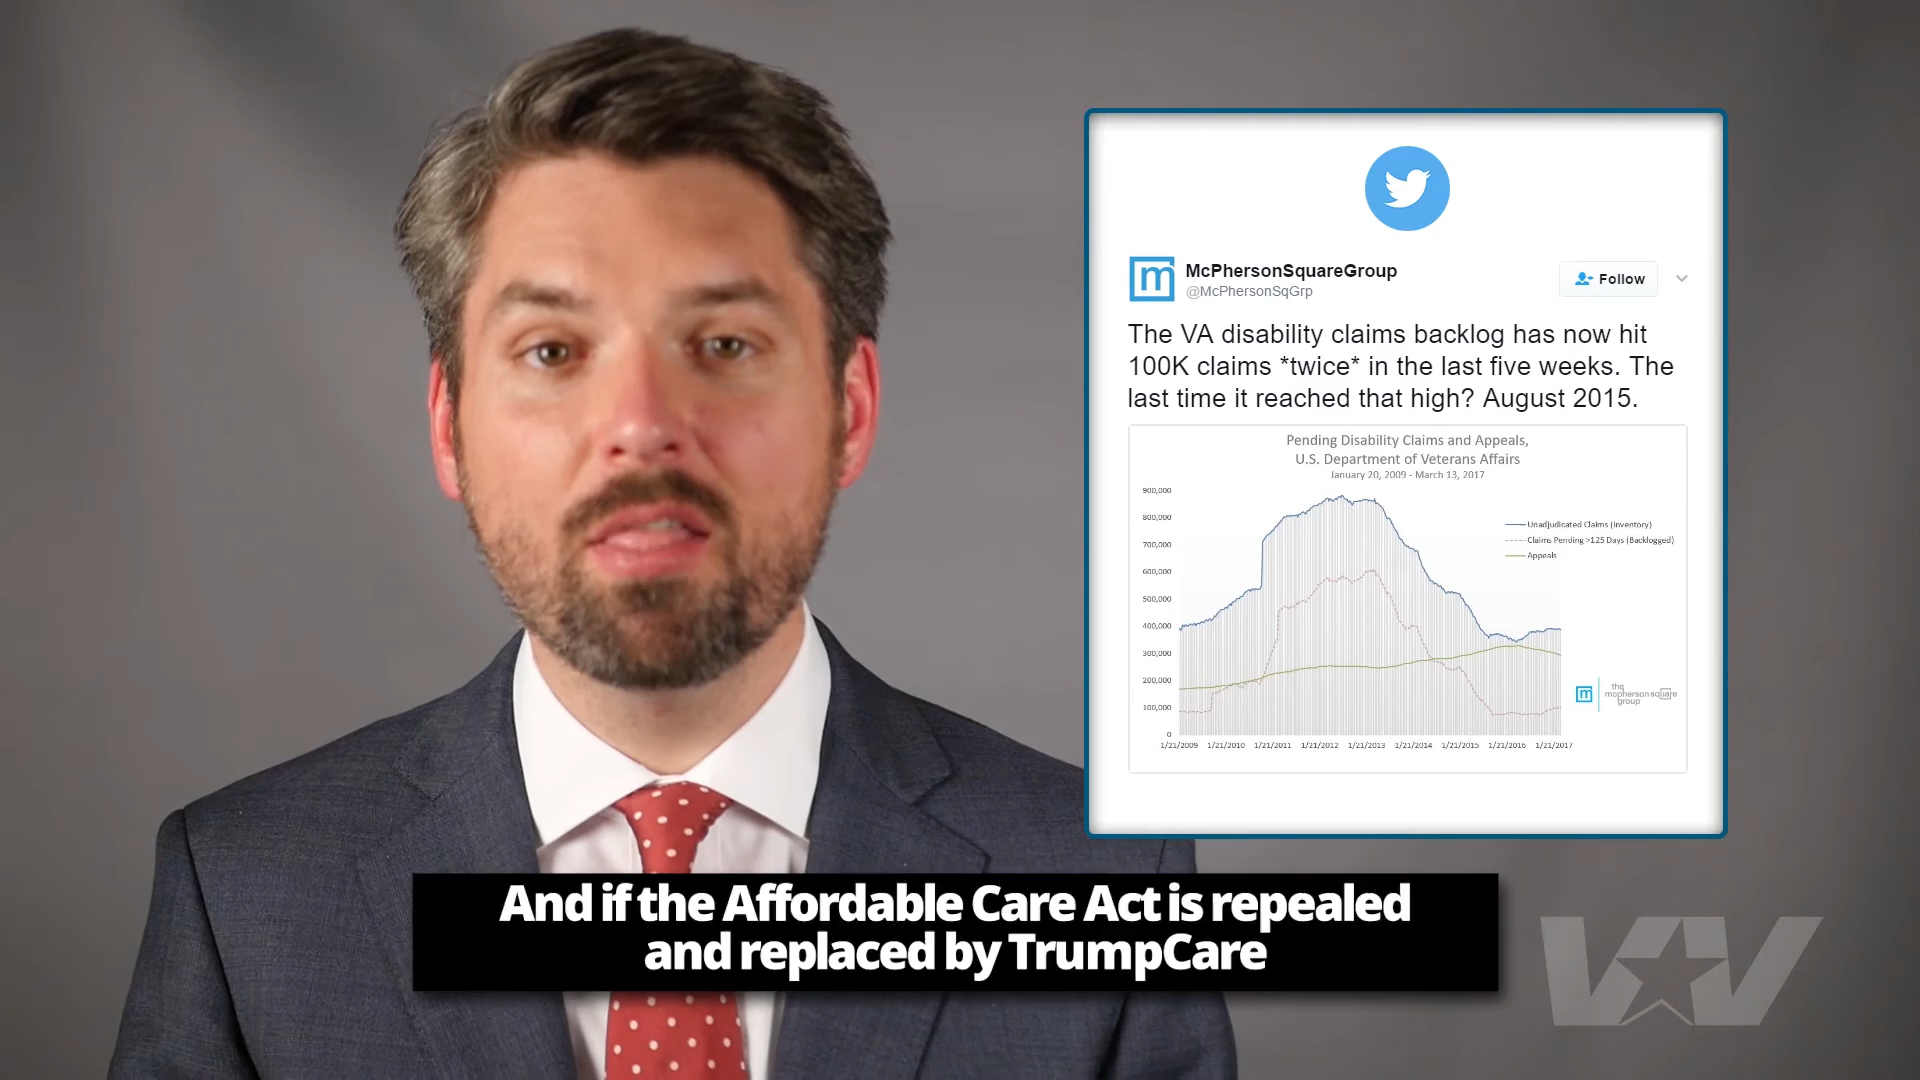 McPhersonSquareGroup
@McPhersonSqGrp
Follow
The VA disability claims backlog has now hit
100K claims *twice* in the last five weeks. The
last time it reached that high? August 2015.
Pending Disability Claims and Appeals,
U.S. Department of Veterans Affairs
January 20, 2009 - March 13, 2017
900,000
800,000
700,000
600,000
500,000
400,000
300,000
200,000
100,000
0
1/21/2009 1/21/2010 1/21/2011 1/21/2012 1/21/2013 1/21/2014 1/21/2015 1/21/2016 1/21/2017
Unadjudicated Claims (Inventory)
Claims Pending >125 Days (Backlogged)
Appeals
m
the
mcpherson square
group
And if the Affordable Care Act is repealed
and replaced by TrumpCare
VV